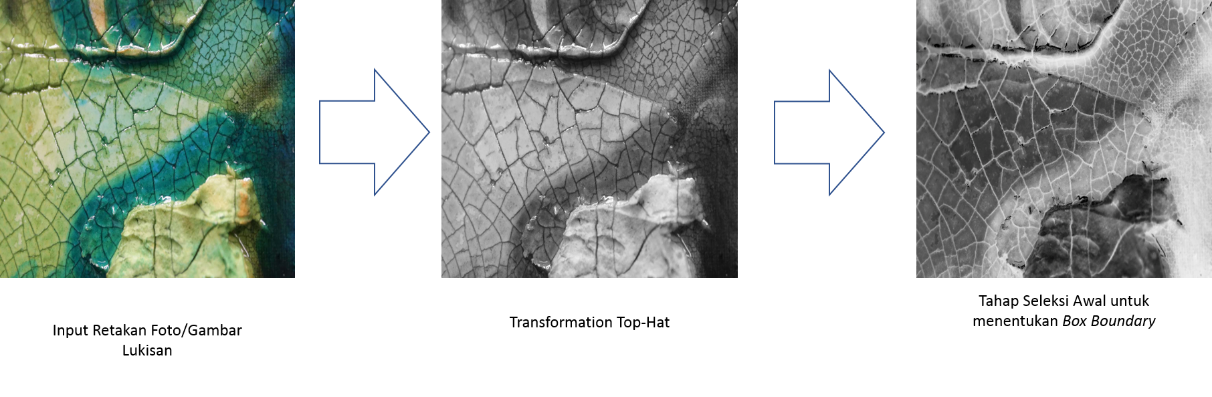 Input Retakan Foto/Gambar
Lukisan
Transformation Top-Hat
Tahap Seleksi Awal untuk
menentukan Box Boundary